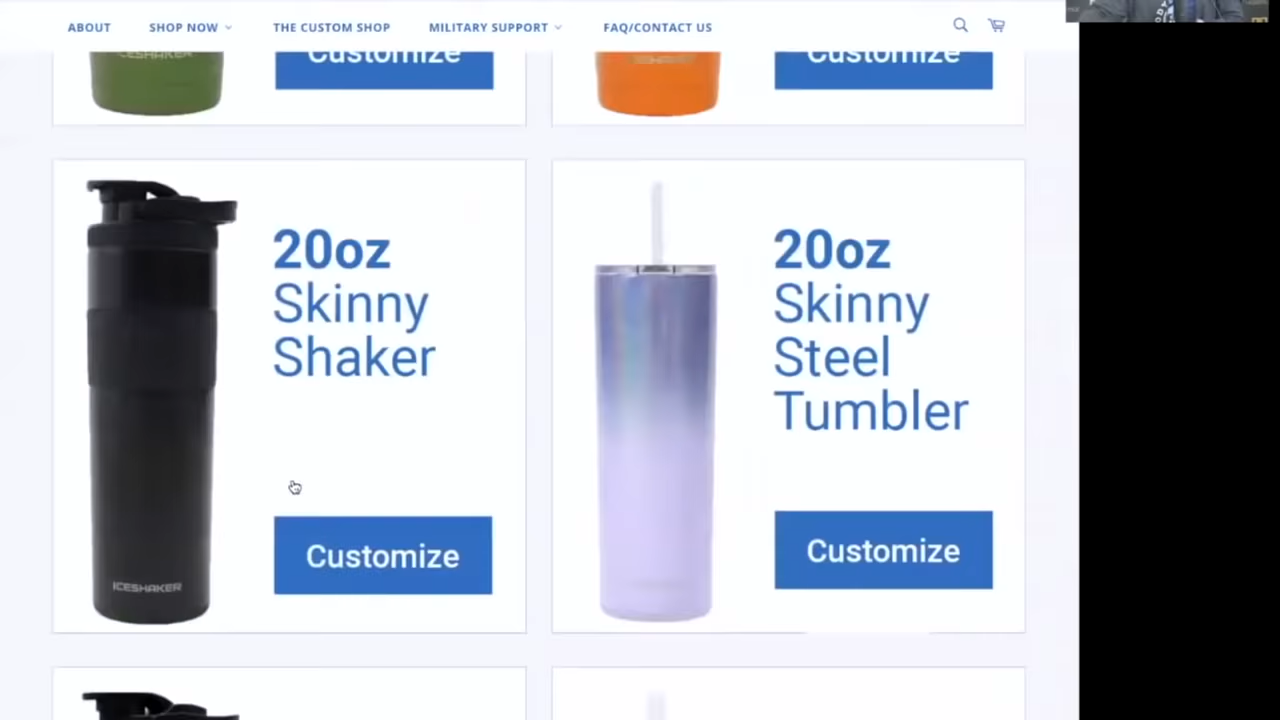 ABOUT
SHOP NOW
THE CUSTOM SHOP
MILITARY SUPPORT
FAQ/CONTACT US
ICESHAKER
Customize
Customize
20oz
Skinny
Shaker
Customize
ICESHAKER
20oz
Skinny
Steel
Tumbler
Customize